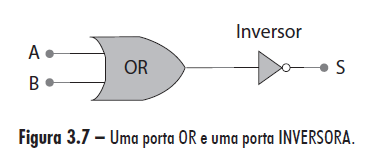 Inversor
A
OR
S
B
Figura 3.7 – Uma porta OR e uma porta INVERSORA.